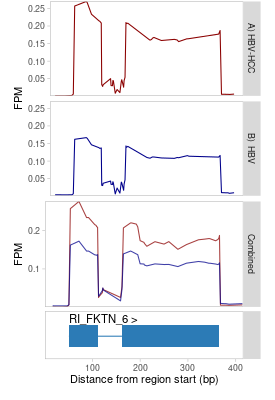 0.25
0.20
0.15
0.10
0.05
FPM
A) HBV-HCC
0.25
0.20
0.15
0.10
0.05
B) HBV
0.2
0.1
FPM
Combined
RI_FKTN_6 >
100 200 300 400
Distance from region start (bp)